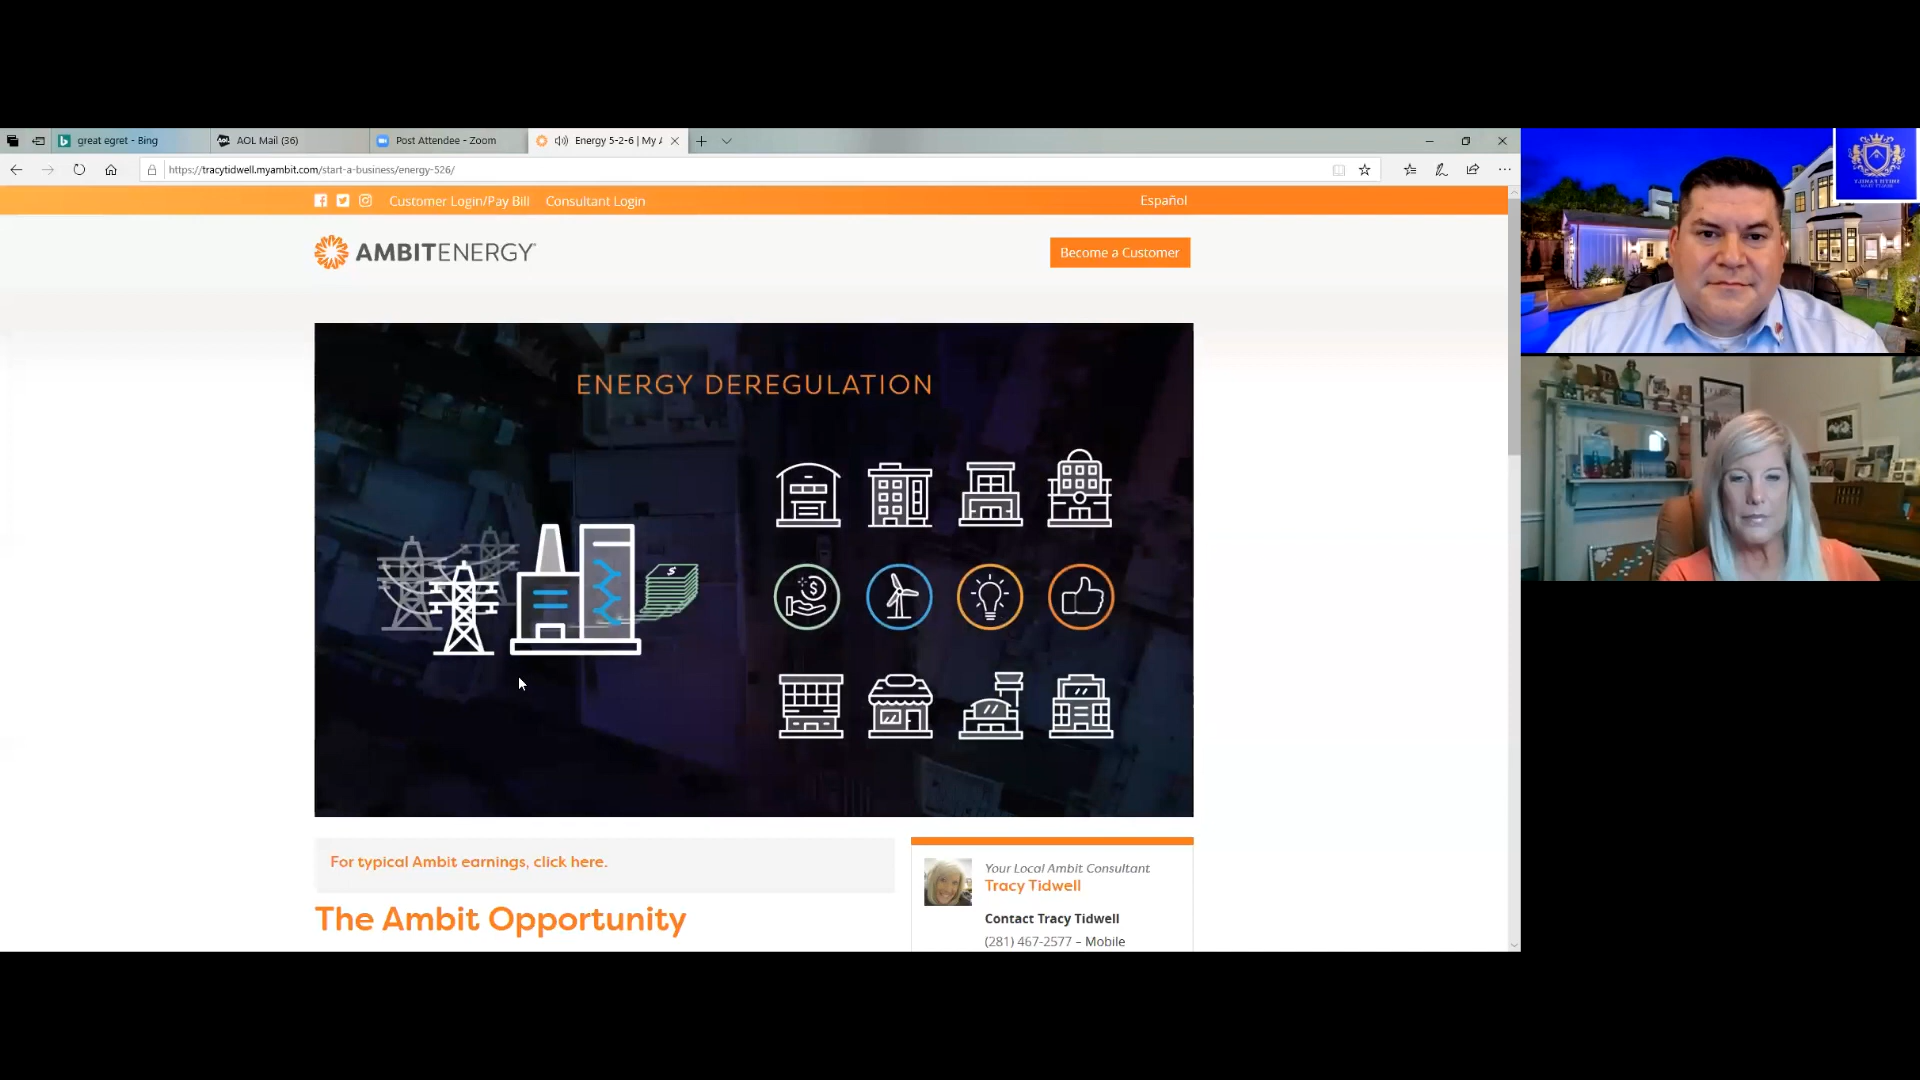 great egret - Bing
AOL Mail (36)
Post Attendee - Zoom
Energy 5-2-6 | My A
https://tracytidwell.myambit.com/start-a-business/energy-526/
Customer Login/Pay Bill
Consultant Login
Español
AMBITENERGY
Become a Customer
ENERGY DEREGULATION
For typical Ambit earnings, click here.
The Ambit Opportunity
Your Local Ambit Consultant
Tracy Tidwell
Contact Tracy Tidwell
(281) 467-2577 – Mobile